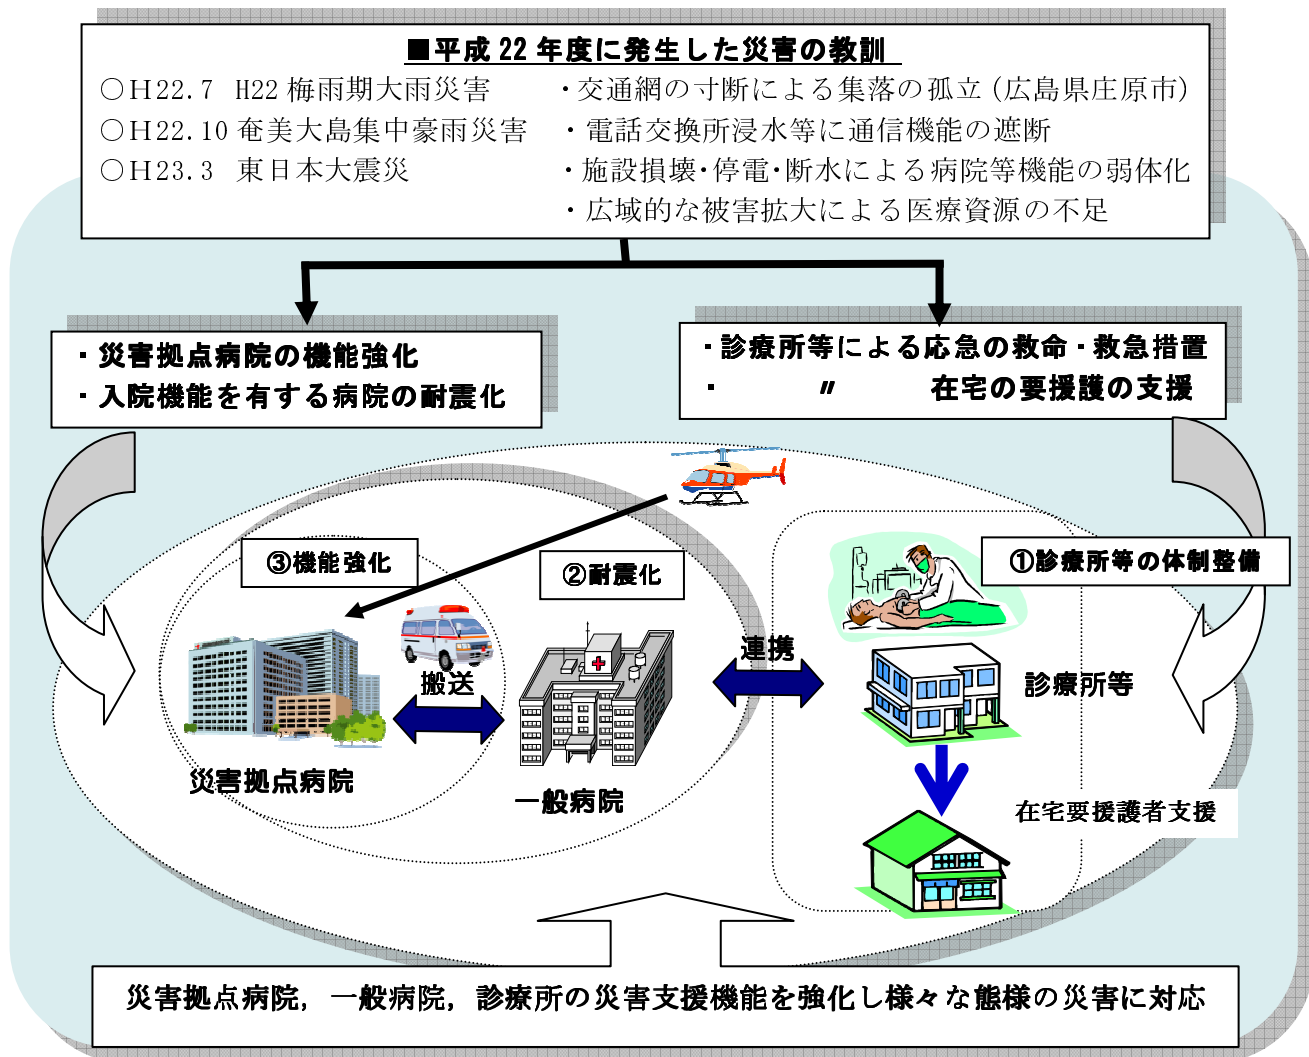 ■平成22年度に発生した災害の教訓
○H22.7 H22梅雨期大雨災害 ・交通網の寸断による集落の孤立(広島県庄原市)
○H22.10奄美大島集中豪雨災害 ・電話交換所浸水等に通信機能の遮断
○H23.3 東日本大震災 ・施設損壊・停電・断水による病院等機能の弱体化
・広域的な被害拡大による医療資源の不足
・災害拠点病院の機能強化
・入院機能を有する病院の耐震化
・診療所等による応急の救命・救急措置
・ 〃 在宅の要援護の支援
③機能強化
②耐震化
①診療所等の体制整備
搬送
連携
診療所等
災害拠点病院
一般病院
在宅要援護者支援
災害拠点病院，一般病院，診療所の災害支援機能を強化し様々な態様の災害に対応